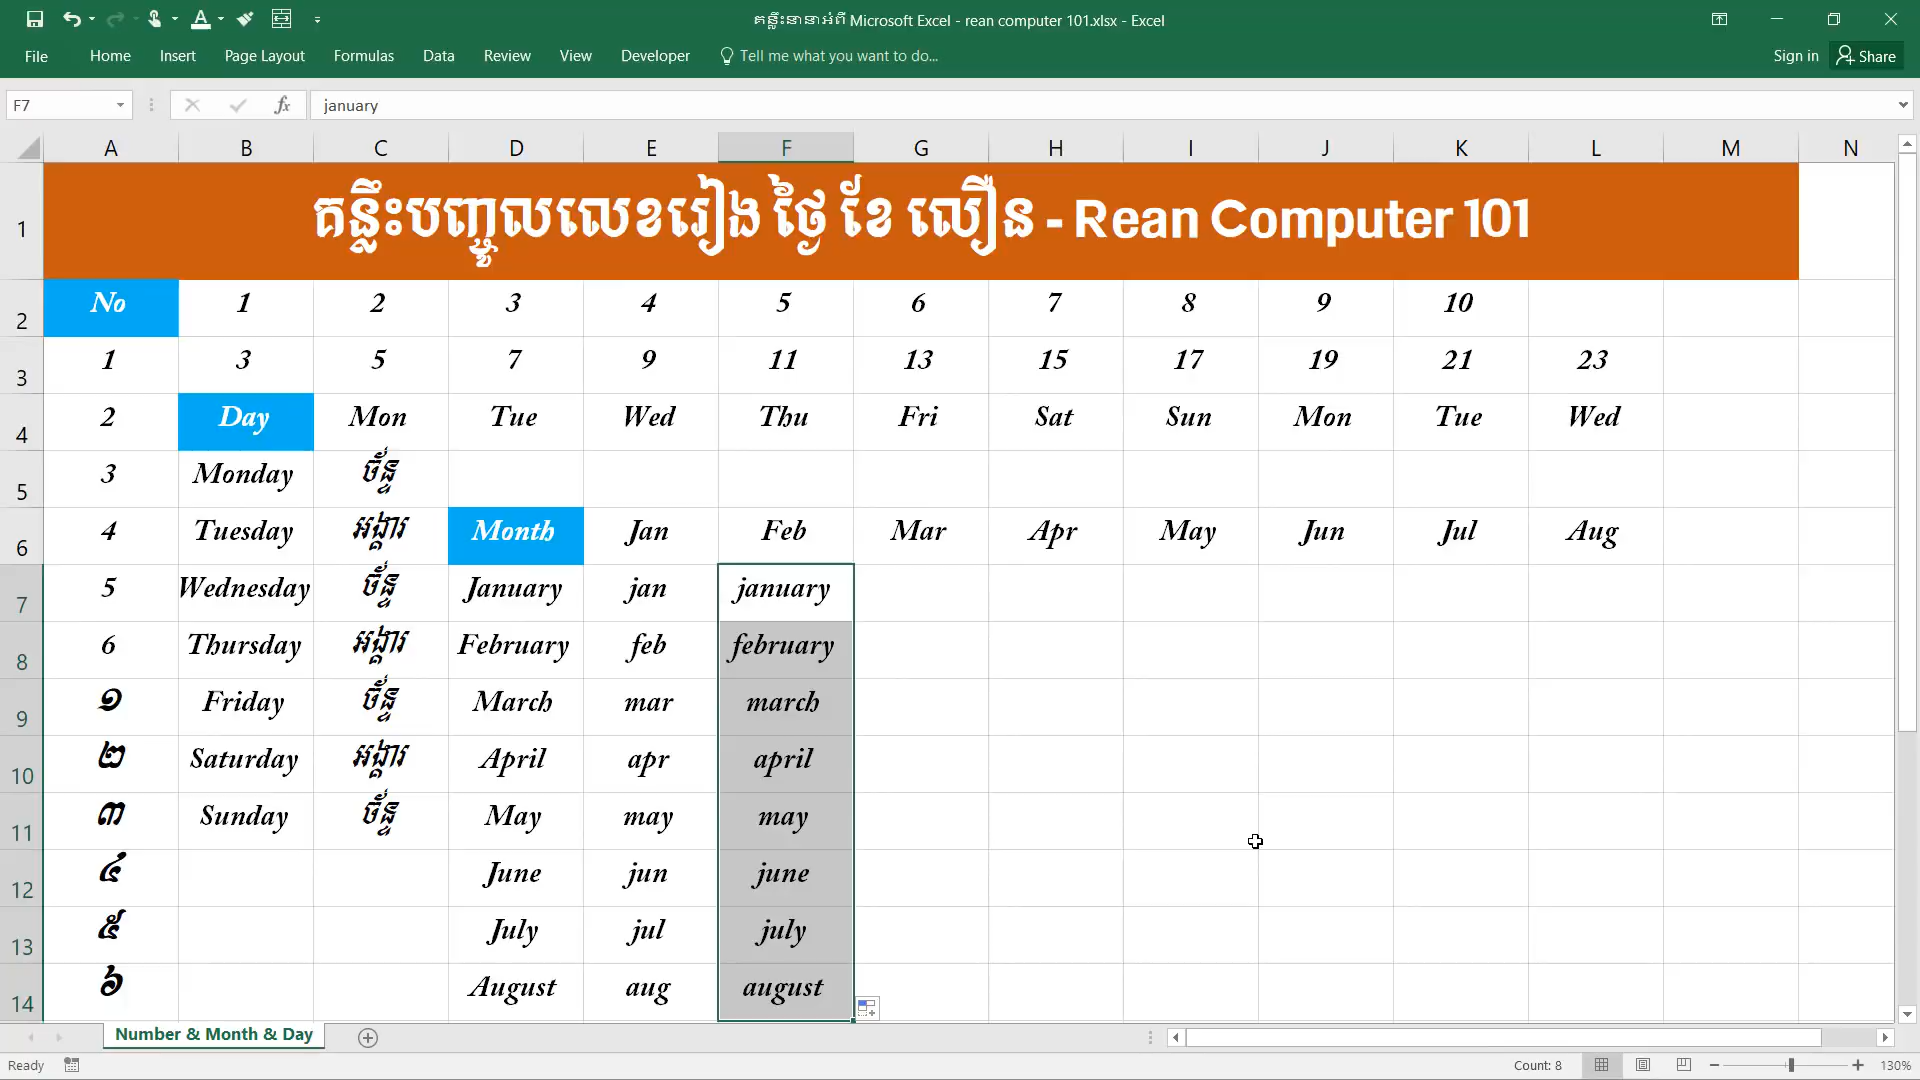 គន្លឹះនានាអំពី Microsoft Excel - rean computer 101.xlsx - Excel
File Home Insert Page Layout Formulas Data Review View Developer Tell me what you want to do... Sign in Share
F7 fx january
A B C D E F G H I J K L M N
1 គន្លឹះបញ្ចូលលេខរៀង ថ្ងៃ ខែ លឿន - Rean Computer 101
2 No 1 2 3 4 5 6 7 8 9 10
3 1 3 5 7 9 11 13 15 17 19 21 23
4 2 Day Mon Tue Wed Thu Fri Sat Sun Mon Tue Wed
5 3 Monday ច័ន្ទ
6 4 Tuesday អង្គារ Month Jan Feb Mar Apr May Jun Jul Aug
7 5 Wednesday ច័ន្ទ January jan january
8 6 Thursday អង្គារ February feb february
9 ១ Friday ច័ន្ទ March mar march
10 ២ Saturday អង្គារ April apr april
11 ៣ Sunday ច័ន្ទ May may may
12 ៤ June jun june
13 ៥ July jul july
14 ៦ August aug august
Number & Month & Day
Ready Count: 8 130%